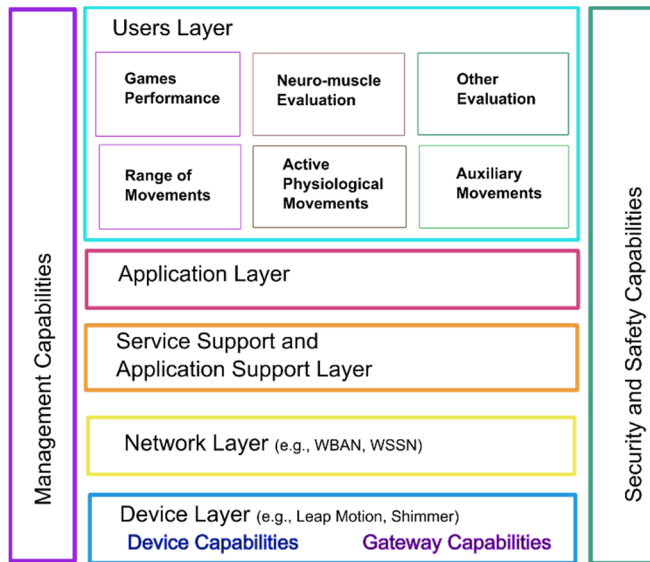 Management Capabilities
Users Layer
Games
Performance
Neuro-muscle
Evaluation
Other
Evaluation
Range of
Movements
Active
Physiological
Movements
Auxiliary
Movements
Application Layer
Service Support and
Application Support Layer
Network Layer (e.g., WBAN, WSSN)
Device Layer (e.g., Leap Motion, Shimmer)
Device Capabilities
Gateway Capabilities
Security and Safety Capabilities